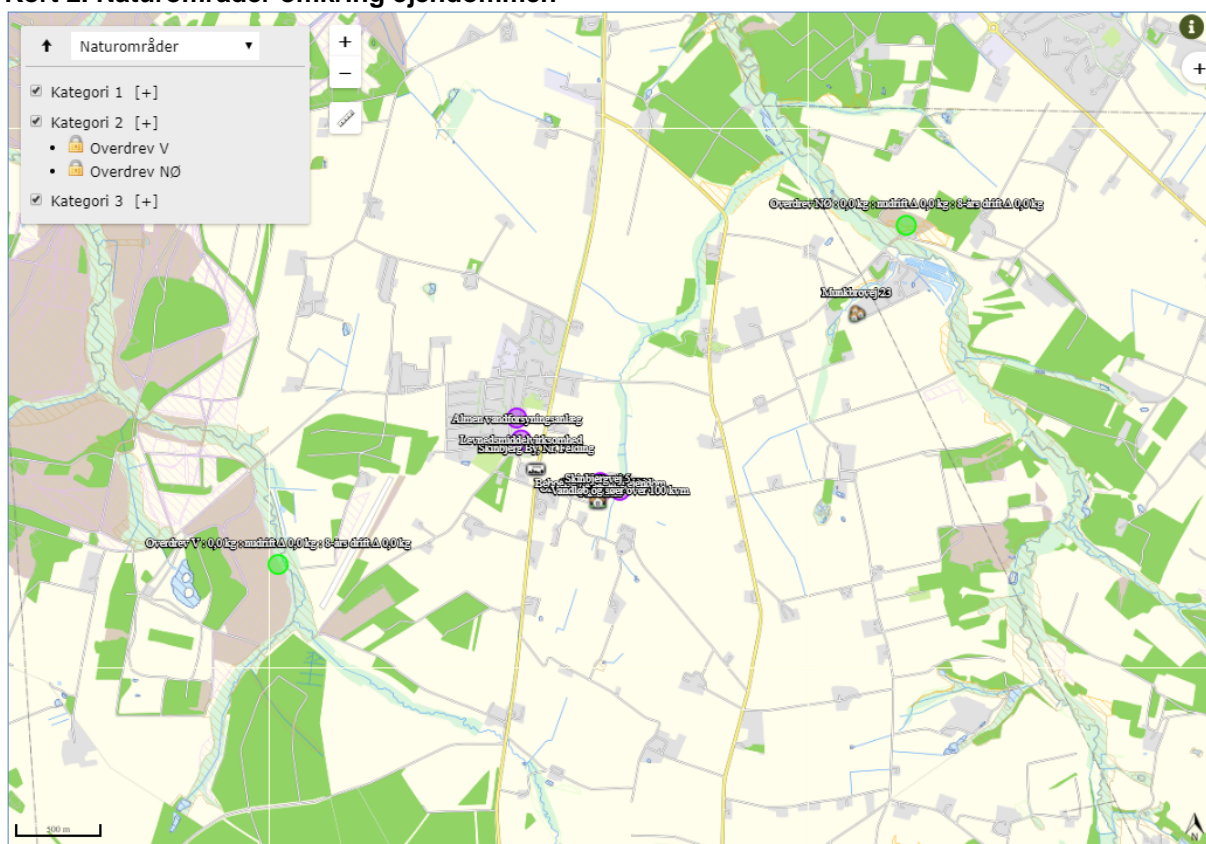 Kort 2. Naturområder omkring ejendommen
Naturområder
Kategori 1 [+]
Kategori 2 [+]
Overdrev V
Overdrev NØ
Kategori 3 [+]
Overdrev NØ : 0,0 kg : nudrift Δ 0,0 kg : 8-års drift Δ 0,0 kg
Munkbrovej 23
Almen vandforsyningsanlæg
Levnedsmiddelvirksomhed
Skinbjerg By, Nr. Felding
Skinbjergvej 5
Vandløb og søer over 100 kvm
Overdrev V : 0,0 kg : nudrift Δ 0,0 kg : 8-års drift Δ 0,0 kg
500 m
N